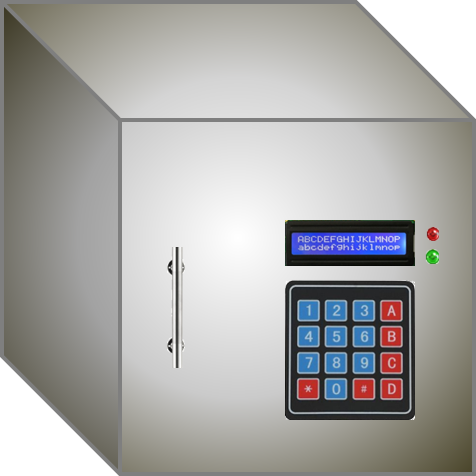 ABCDEFGHIJKLMNOP
abcdefghijklmnop
1 2 3 A
4 5 6 B
7 8 9 C
* 0 # D